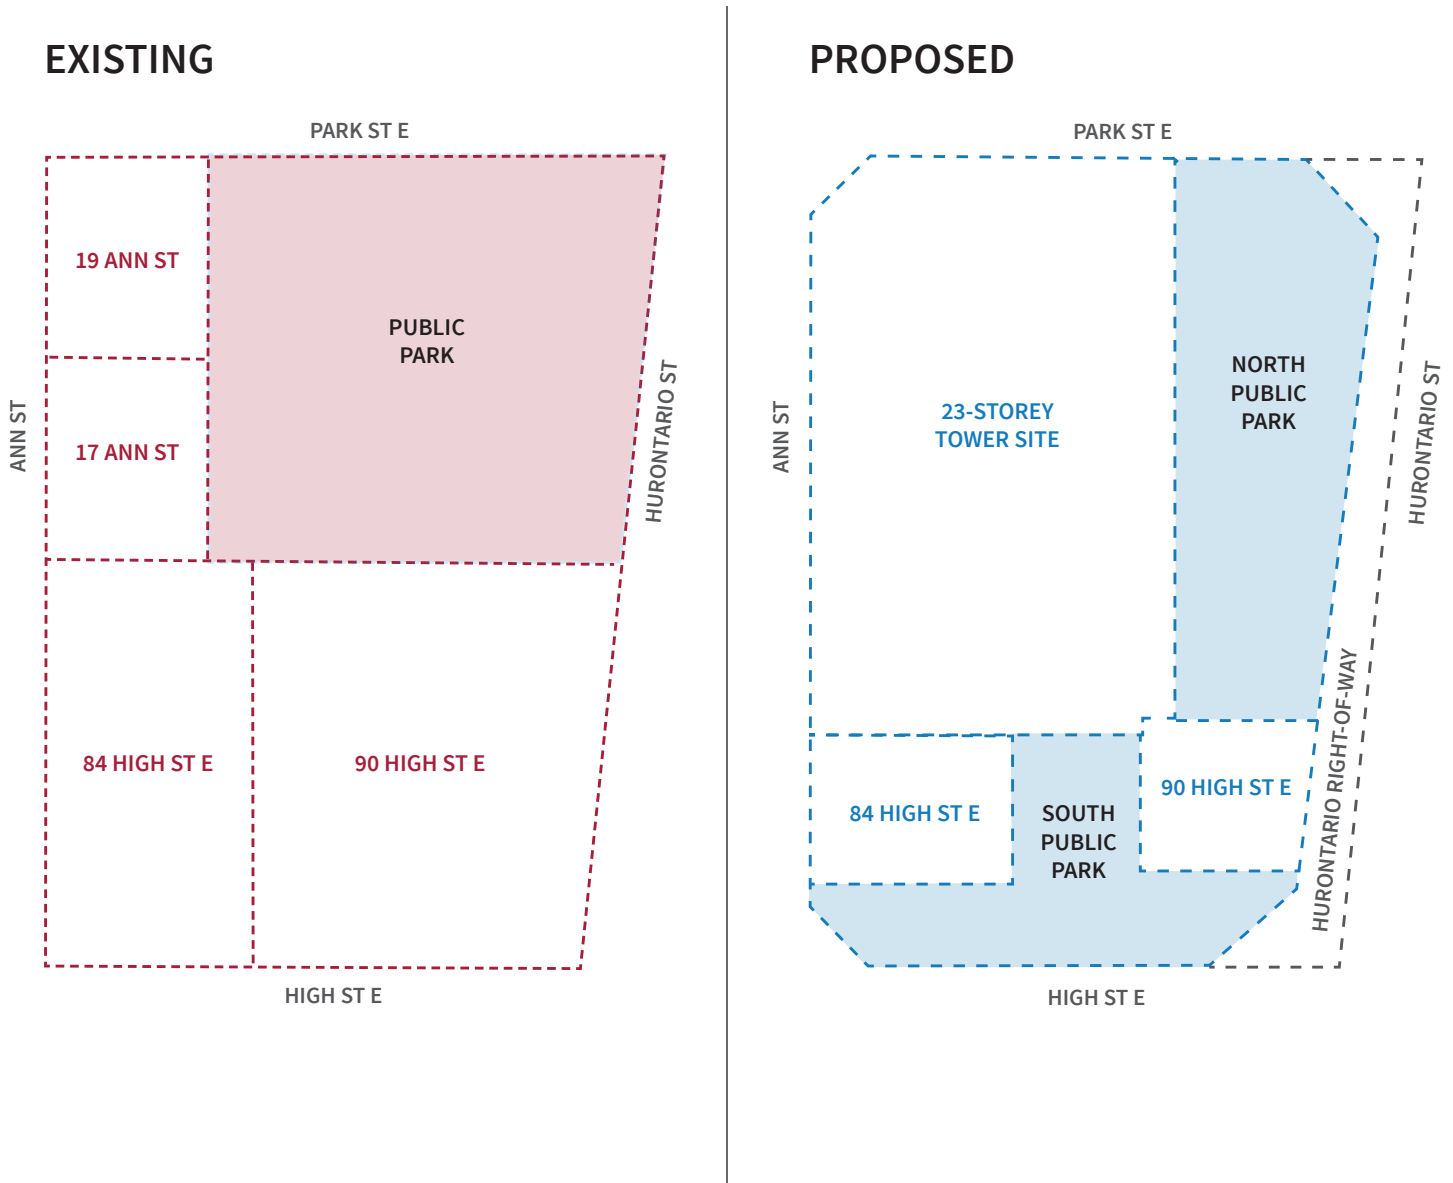 EXISTING
PARK ST E
19 ANN ST
PUBLIC
PARK
17 ANN ST
ANN ST
HURONTARIO ST
84 HIGH ST E
90 HIGH ST E
HIGH ST E
PROPOSED
PARK ST E
NORTH
PUBLIC
PARK
23-STOREY
TOWER SITE
ANN ST
HURONTARIO ST
HURONTARIO RIGHT-OF-WAY
90 HIGH ST E
84 HIGH ST E
SOUTH
PUBLIC
PARK
HIGH ST E